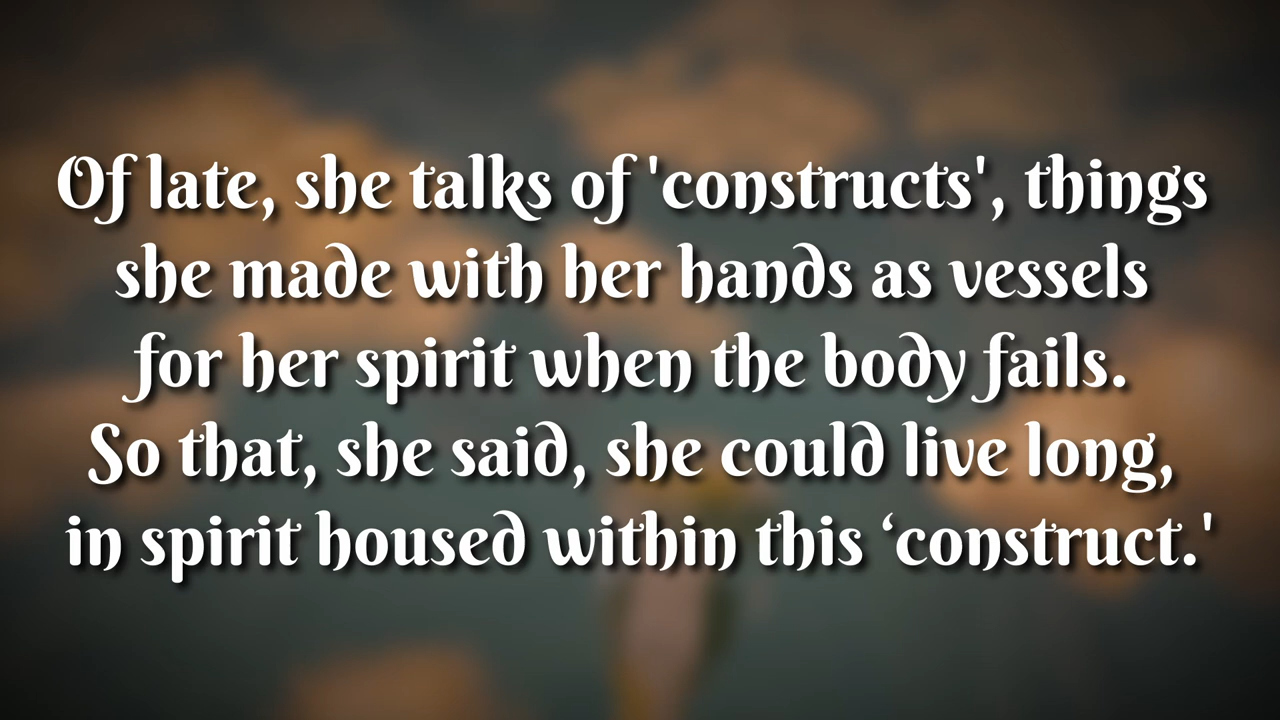 Of late, she talks of 'constructs', things
she made with her hands as vessels
for her spirit when the body fails.
So that, she said, she could live long,
in spirit housed within this ‘construct.'